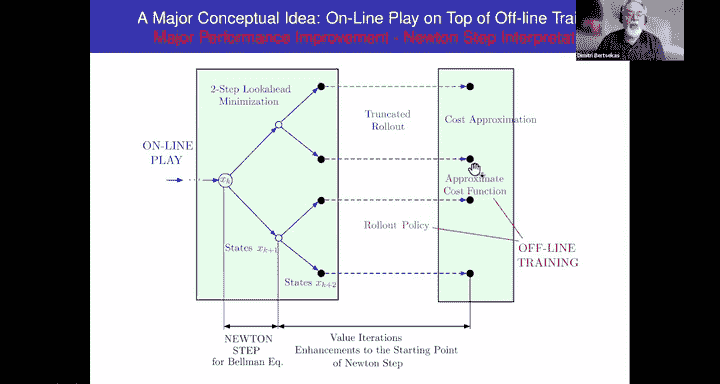 A Major Conceptual Idea: On-Line Play on Top of Off-line Trai
Major Performance Improvement - Newton Step Interpretat
Dimitri Bertsekas
2-Step Lookahead
Minimization
Truncated
Rollout
Cost Approximation
ON-LINE
PLAY
x_k
Approximate
Cost Function
Rollout Policy
States x_{k+1}
OFF-LINE
TRAINING
States x_{k+2}
NEWTON
STEP
for Bellman Eq.
Value Iterations
Enhancements to the Starting Point
of Newton Step